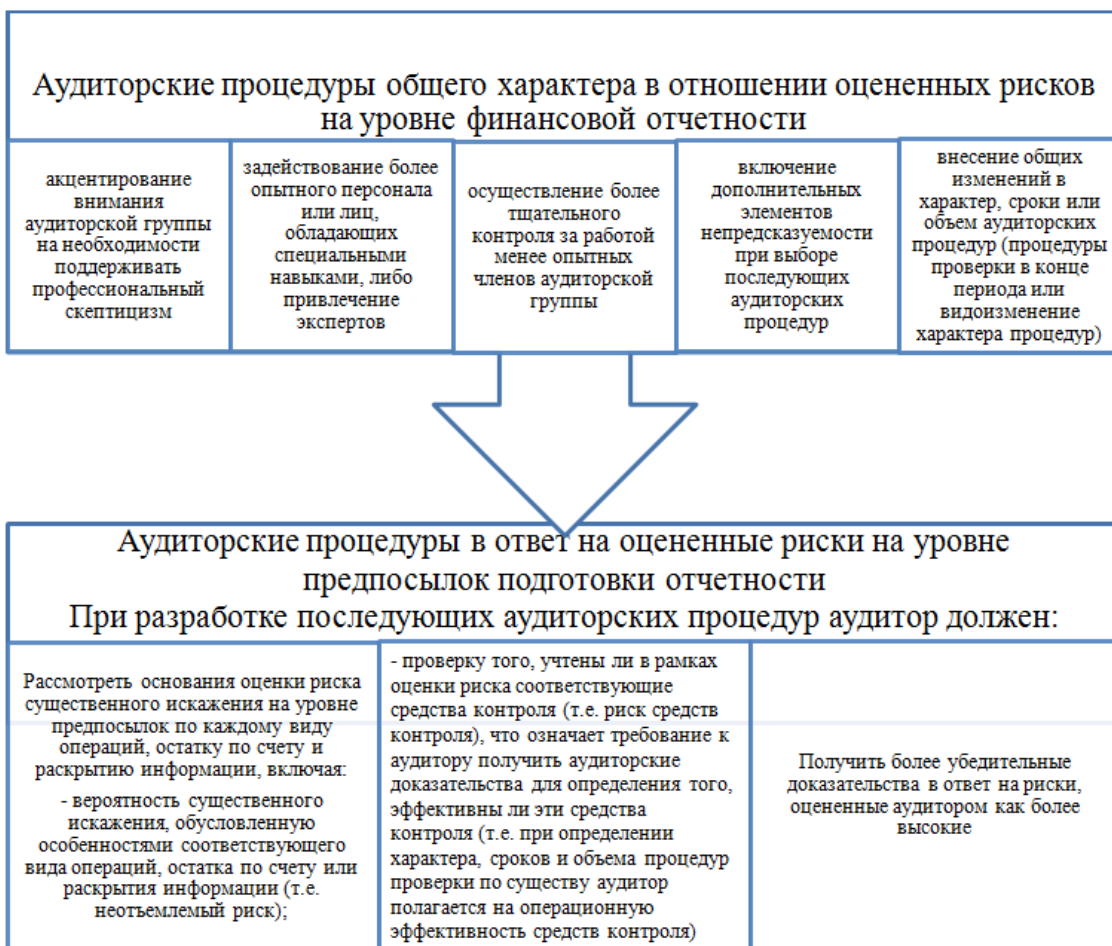 Аудиторские процедуры общего характера в отношении оцененных рисков
на уровне финансовой отчетности
акцентирование
внимания
аудиторской группы
на необходимости
поддерживать
профессиональный
скептицизм
задействование более
опытного персонала
или лиц,
обладающих
специальными
навыками, либо
привлечение
экспертов
осуществление более
тщательного
контроля за работой
менее опытных
членов аудиторской
группы
включение
дополнительных
элементов
непредсказуемости
при выборе
последующих
аудиторских
процедур
внесение общих
изменений в
характер, сроки или
объем аудиторских
процедур (процедуры
проверки в конце
периода или
видоизменение
характера процедур)
Аудиторские процедуры в ответ на оцененные риски на уровне
предпосылок подготовки отчетности
При разработке последующих аудиторских процедур аудитор должен:
Рассмотреть основания оценки риска
существенного искажения на уровне
предпосылок по каждому виду
операций, остатку по счету и
раскрытию информации, включая:
- вероятность существенного
искажения, обусловленную
особенностями соответствующего
вида операций, остатка по счету или
раскрытия информации (т.е.
неотъемлемый риск);
- проверку того, учтены ли в рамках
оценки риска соответствующие
средства контроля (т.е. риск средств
контроля), что означает требование к
аудитору получить аудиторские
доказательства для определения того,
эффективны ли эти средства
контроля (т.е. при определении
характера, сроков и объема процедур
проверки по существу аудитор
полагается на операционную
эффективность средств контроля)
Получить более убедительные
доказательства в ответ на риски,
оцененные аудитором как более
высокие